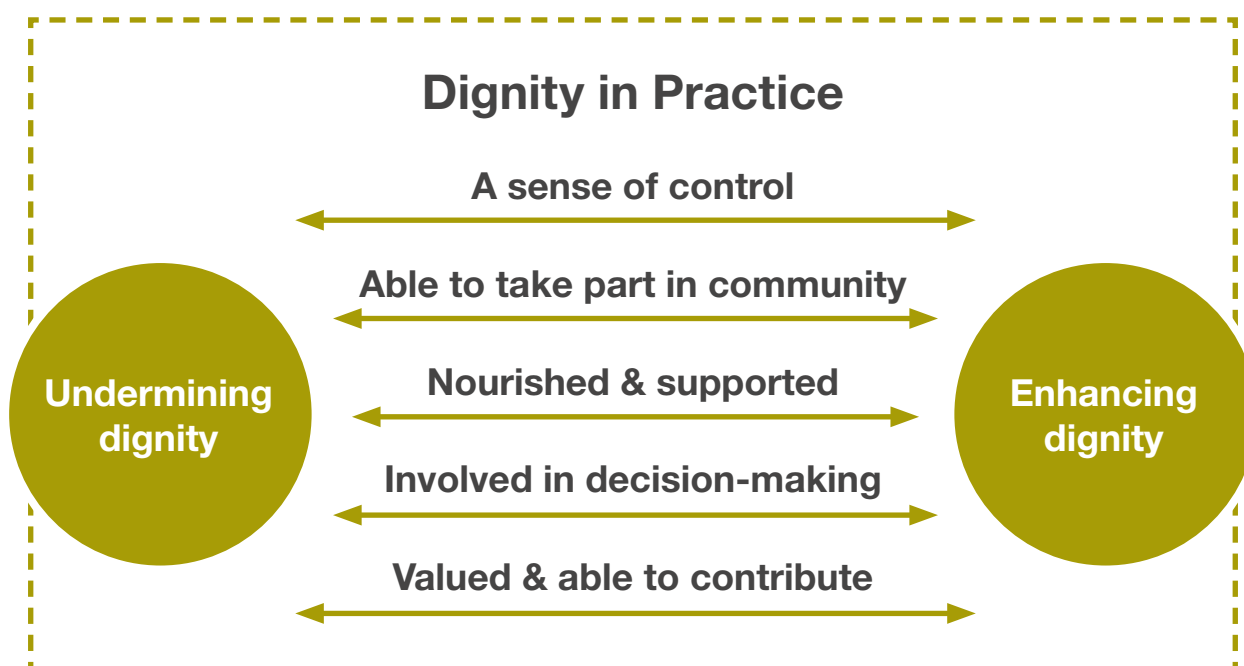 Dignity in Practice
A sense of control
Able to take part in community
Nourished & supported
Involved in decision-making
Valued & able to contribute
Undermining
dignity
Enhancing
dignity